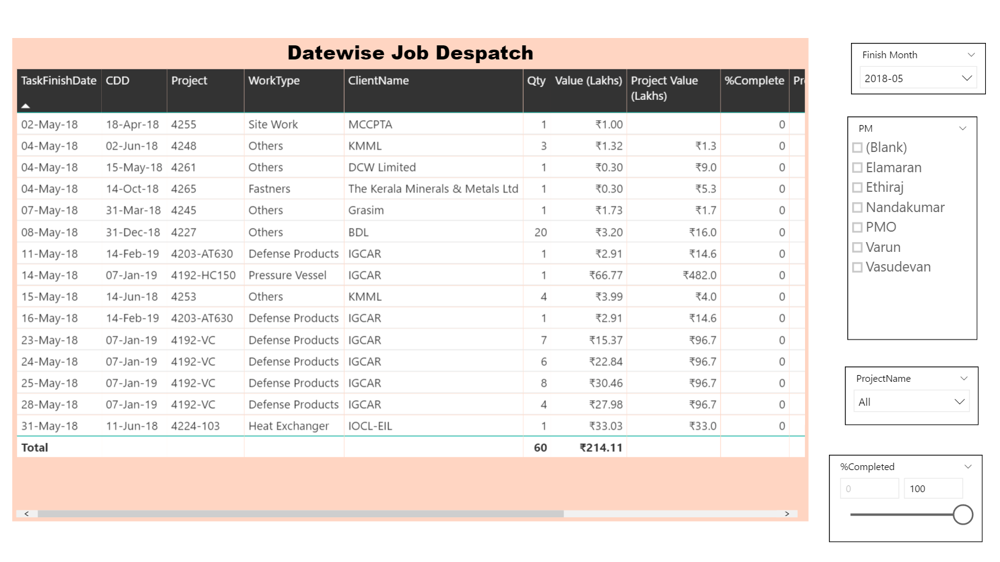 Datewise Job Despatch
TaskFinishDate CDD Project WorkType ClientName Qty Value (Lakhs) Project Value (Lakhs) %Complete Pr
02-May-18 18-Apr-18 4255 Site Work MCCPTA 1 ₹1.00 0
04-May-18 02-Jun-18 4248 Others KMML 3 ₹1.32 ₹1.3 0
04-May-18 15-May-18 4261 Others DCW Limited 1 ₹0.30 ₹9.0 0
04-May-18 14-Oct-18 4265 Fastners The Kerala Minerals & Metals Ltd 1 ₹0.30 ₹5.3 0
07-May-18 31-Mar-18 4245 Others Grasim 1 ₹1.73 ₹1.7 0
08-May-18 31-Dec-18 4227 Others BDL 20 ₹3.20 ₹16.0 0
11-May-18 14-Feb-19 4203-AT630 Defense Products IGCAR 1 ₹2.91 ₹14.6 0
14-May-18 07-Jan-19 4192-HC150 Pressure Vessel IGCAR 1 ₹66.77 ₹482.0 0
15-May-18 14-Jun-18 4253 Others KMML 4 ₹3.99 ₹4.0 0
16-May-18 14-Feb-19 4203-AT630 Defense Products IGCAR 1 ₹2.91 ₹14.6 0
23-May-18 07-Jan-19 4192-VC Defense Products IGCAR 7 ₹15.37 ₹96.7 0
24-May-18 07-Jan-19 4192-VC Defense Products IGCAR 6 ₹22.84 ₹96.7 0
25-May-18 07-Jan-19 4192-VC Defense Products IGCAR 8 ₹30.46 ₹96.7 0
28-May-18 07-Jan-19 4192-VC Defense Products IGCAR 4 ₹27.98 ₹96.7 0
31-May-18 11-Jun-18 4224-103 Heat Exchanger IOCL-EIL 1 ₹33.03 ₹33.0 0
Total 60 ₹214.11
Finish Month
2018-05
PM
(Blank)
Elamaran
Ethiraj
Nandakumar
PMO
Varun
Vasudevan
ProjectName
All
%Completed
0 100